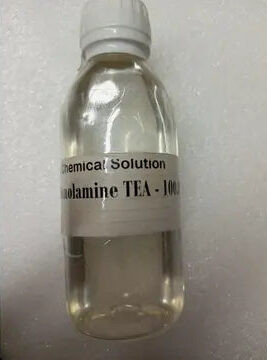 Chemical Solution
nolamine TEA - 100